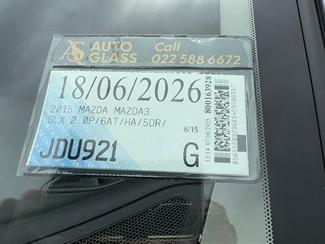 AS AUTO GLASS
Call
022 588 6672
18/06/2026
2015 MAZDA MAZDA3
GLX 2.0P/6AT/HA/5DR/
6/15
JDU921
G